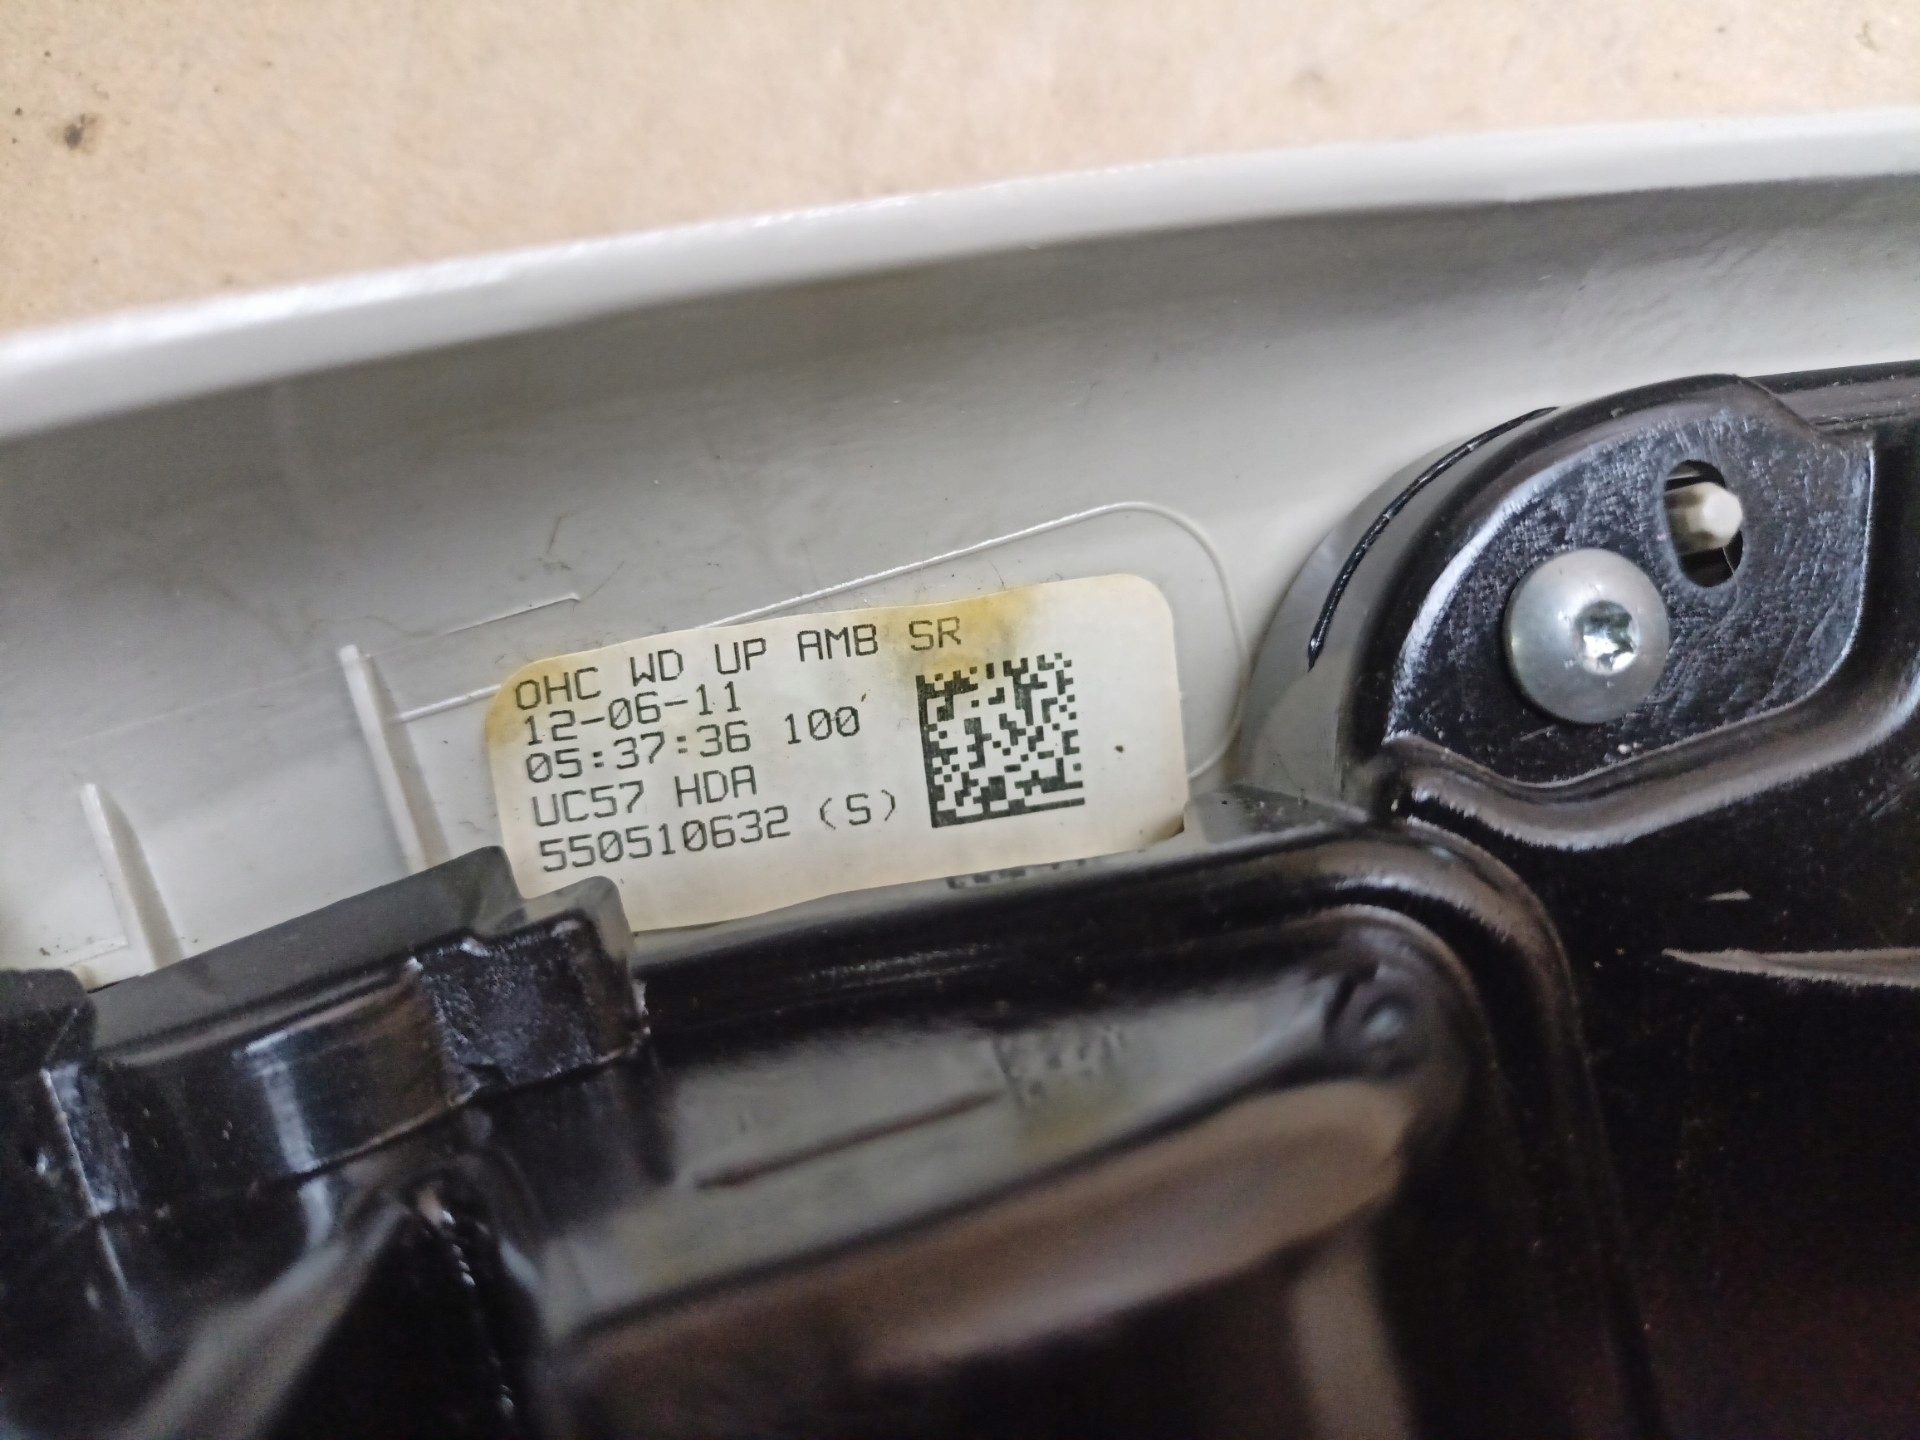 OHC WD UP AMB SR
12-06-11
05:37:36 100
UC57 HDA
550510632 (S)